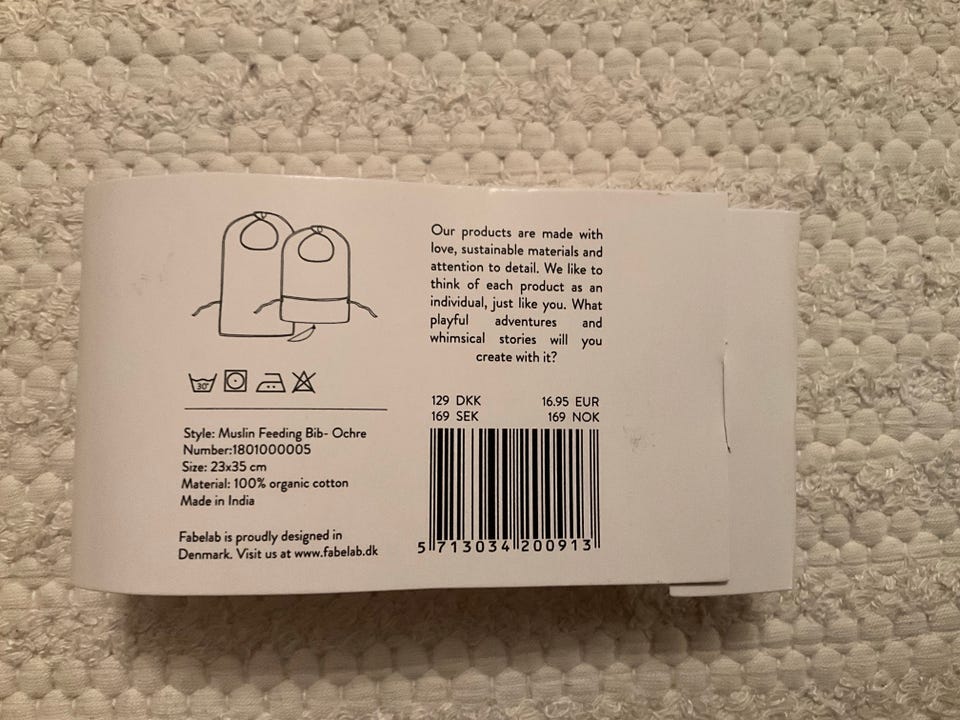 Our products are made with
love, sustainable materials and
attention to detail. We like to
think of each product as an
individual, just like you. What
playful adventures and
whimsical stories will you
create with it?
30°
Style: Muslin Feeding Bib- Ochre
Number:1801000005
Size: 23x35 cm
Material: 100% organic cotton
Made in India
Fabelab is proudly designed in
Denmark. Visit us at www.fabelab.dk
129 DKK 16.95 EUR
169 SEK 169 NOK
5 713034 200913